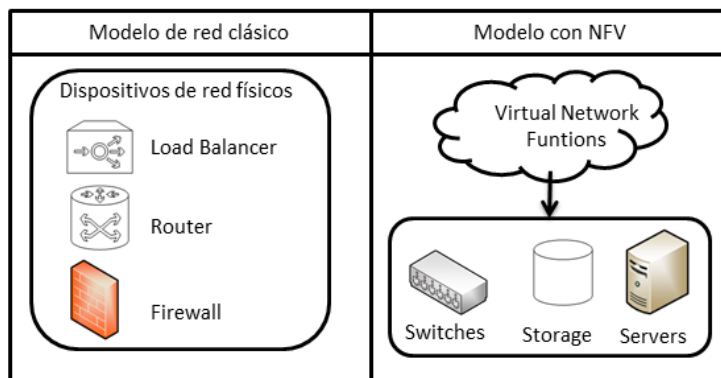 Modelo de red clásico
Modelo con NFV
Dispositivos de red físicos
Load Balancer
Router
Firewall
Virtual Network
Funtions
Switches
Storage
Servers